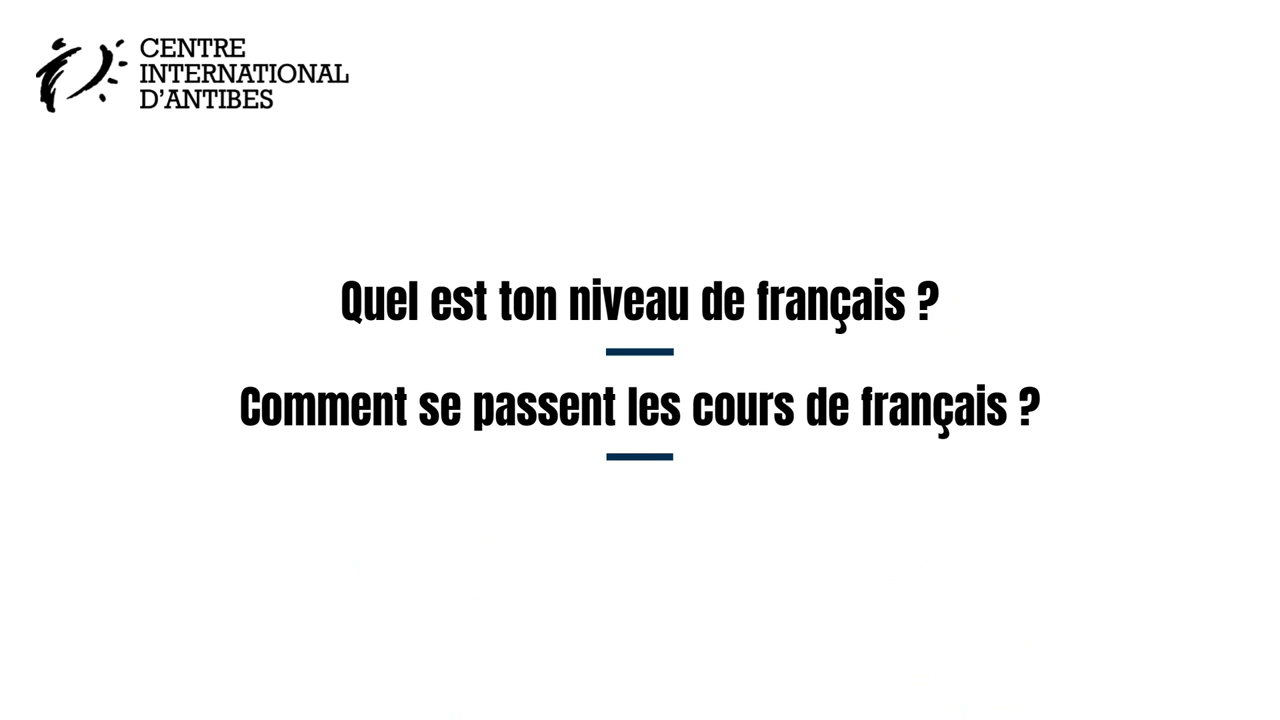 CENTRE
INTERNATIONAL
D'ANTIBES
Quel est ton niveau de français ?
Comment se passent les cours de français ?